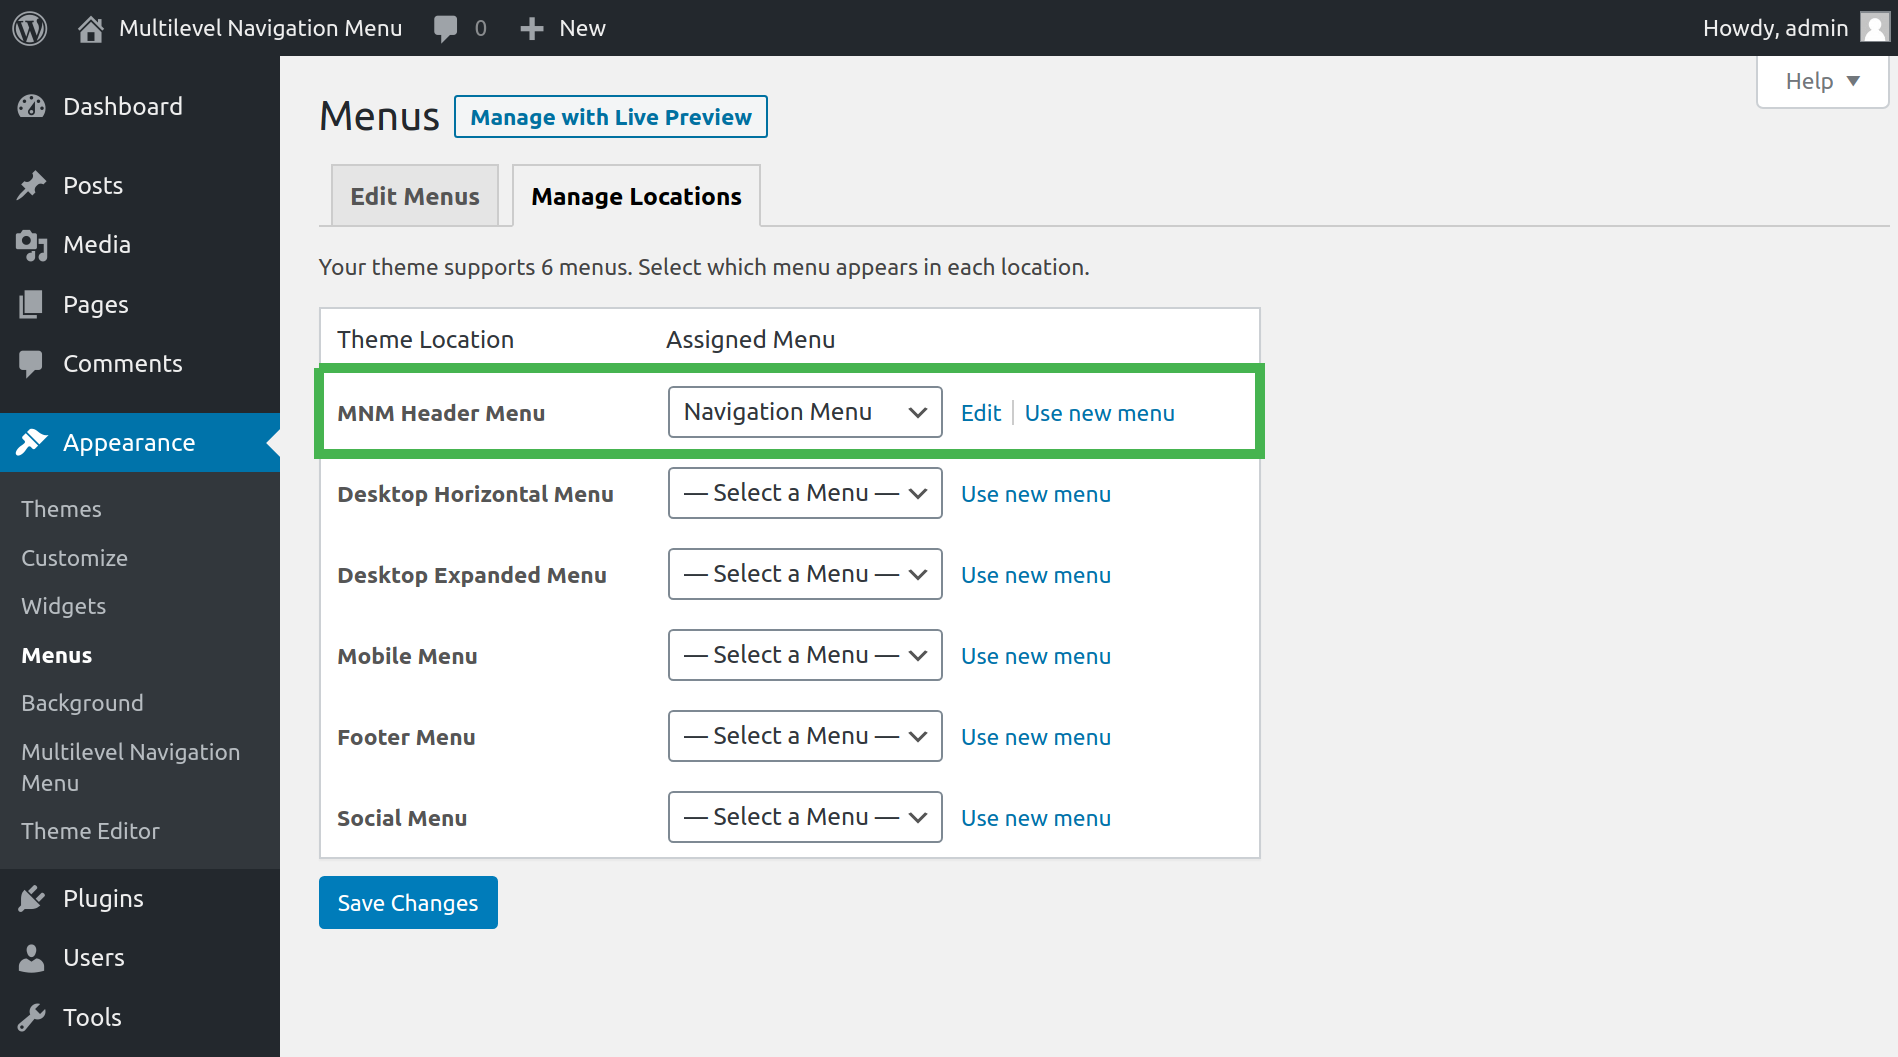 Multilevel Navigation Menu 0 New Howdy, admin
Help
Dashboard
Posts
Media
Pages
Comments
Appearance
Themes
Customize
Widgets
Menus
Background
Multilevel Navigation
Menu
Theme Editor
Plugins
Users
Tools
Menus Manage with Live Preview
Edit Menus Manage Locations
Your theme supports 6 menus. Select which menu appears in each location.
Theme Location Assigned Menu
MNM Header Menu Navigation Menu Edit | Use new menu
Desktop Horizontal Menu — Select a Menu — Use new menu
Desktop Expanded Menu — Select a Menu — Use new menu
Mobile Menu — Select a Menu — Use new menu
Footer Menu — Select a Menu — Use new menu
Social Menu — Select a Menu — Use new menu
Save Changes